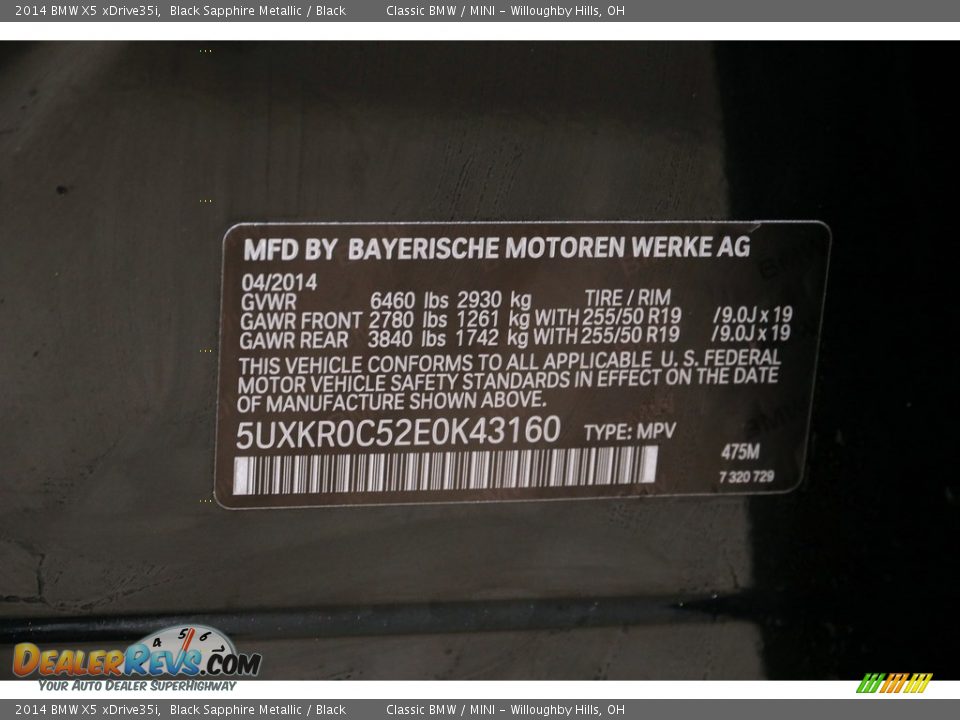 2014 BMW X5 xDrive35i, Black Sapphire Metallic / Black Classic BMW / MINI - Willoughby Hills, OH
MFD BY BAYERISCHE MOTOREN WERKE AG
04/2014
GVWR 6460 lbs 2930 kg TIRE / RIM
GAWR FRONT 2780 lbs 1261 kg WITH 255/50 R19 /9.0J x 19
GAWR REAR 3840 lbs 1742 kg WITH 255/50 R19 /9.0J x 19
THIS VEHICLE CONFORMS TO ALL APPLICABLE U. S. FEDERAL
MOTOR VEHICLE SAFETY STANDARDS IN EFFECT ON THE DATE
OF MANUFACTURE SHOWN ABOVE.
5UXKR0C52E0K43160 TYPE: MPV
475M
7 320 729
4 5 6
DEALERREVS.COM
YOUR AUTO DEALER SUPERHIGHWAY
2014 BMW X5 xDrive35i, Black Sapphire Metallic / Black Classic BMW / MINI - Willoughby Hills, OH